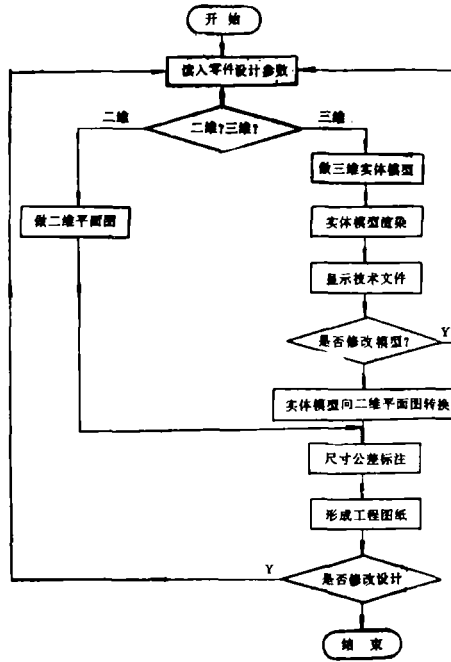 开 始
读入零件设计参数
二维
二维?三维?
三维
做三维实体模型
做二维平面图
实体模型渲染
显示技术文件
是否修改模型?
Y
实体模型向二维平面图转换
尺寸公差标注
形成工程图纸
Y
是否修改设计
结 束